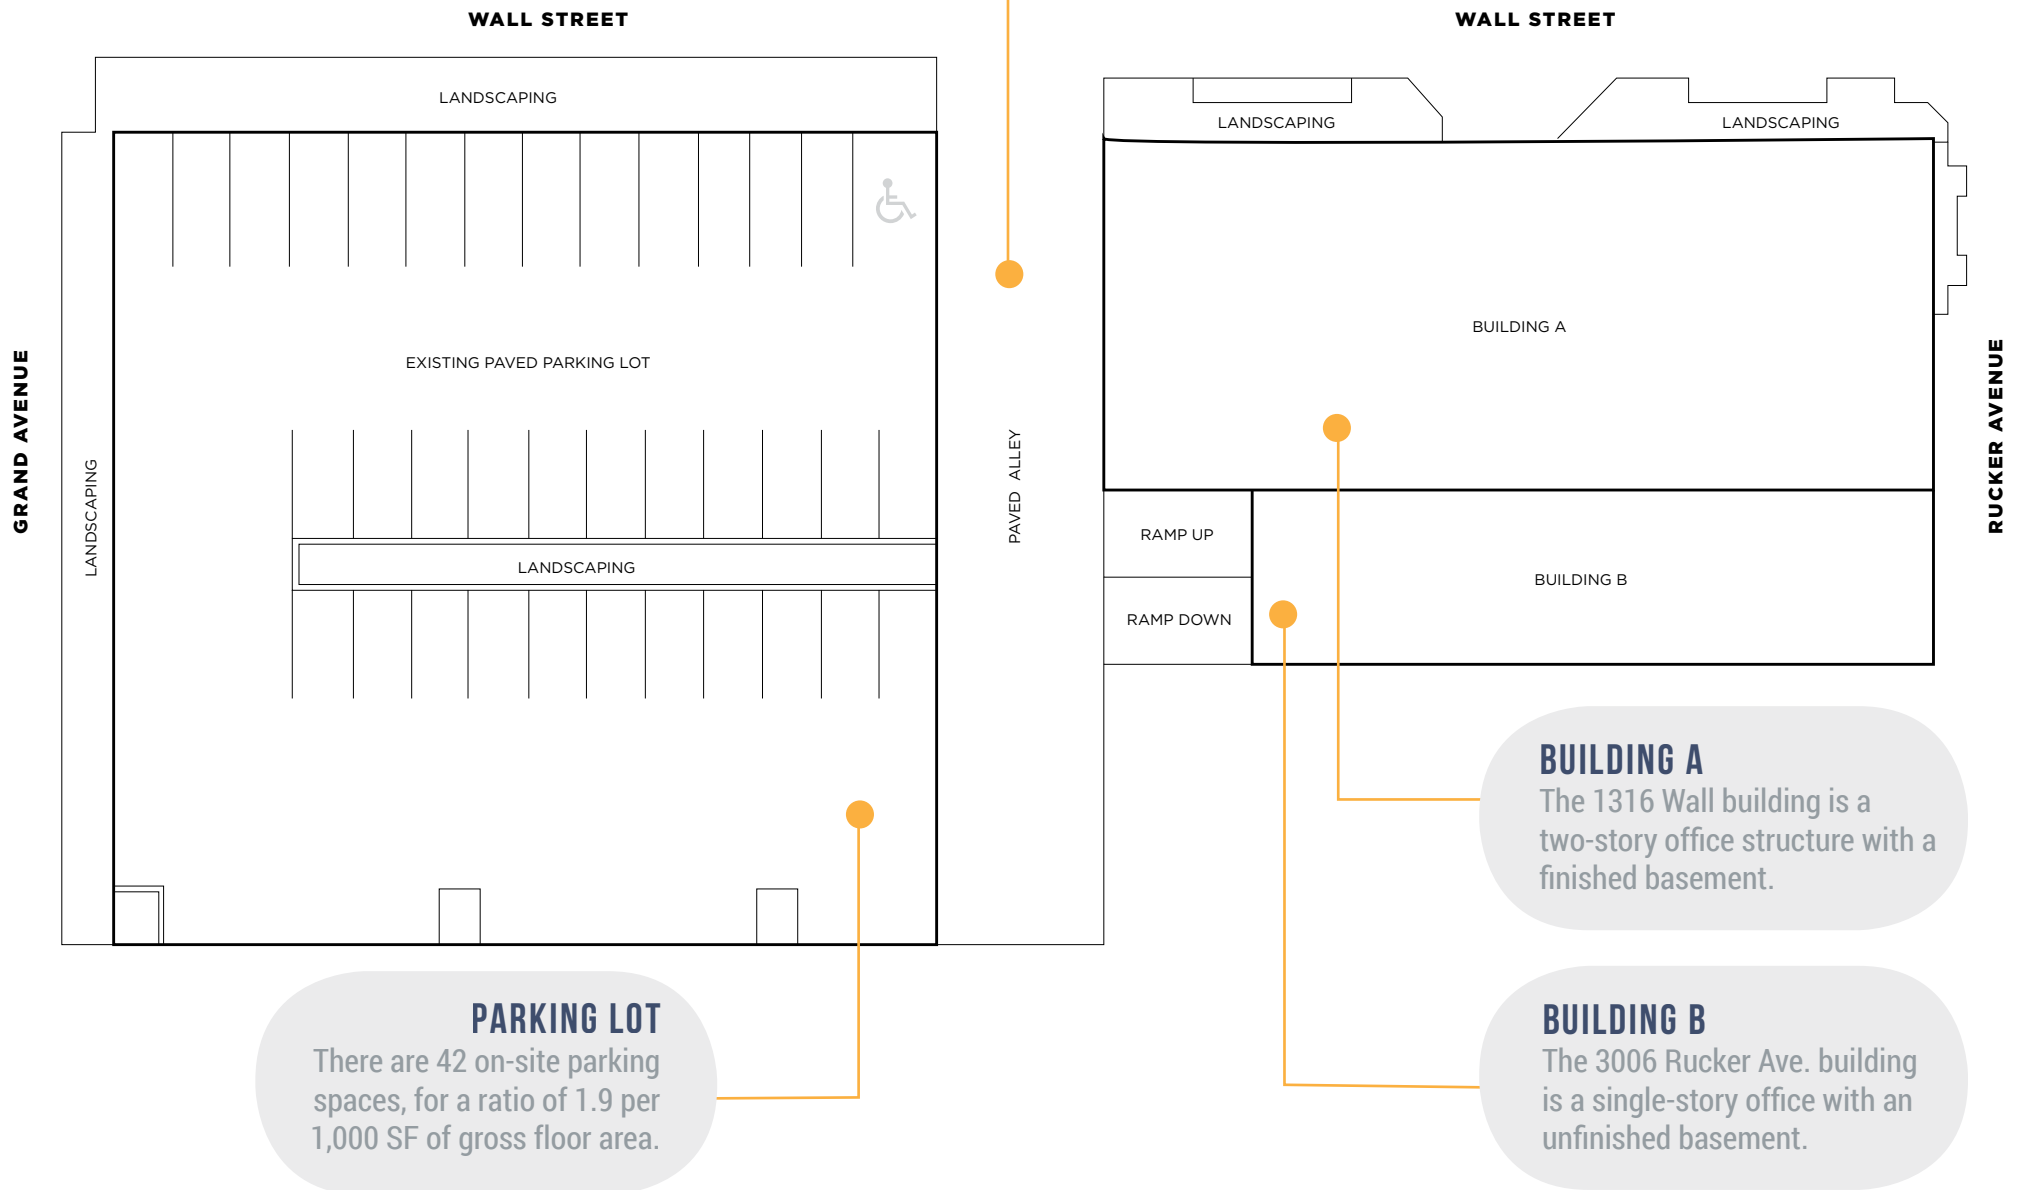 WALL STREET
WALL STREET
LANDSCAPING
LANDSCAPING
LANDSCAPING
BUILDING A
EXISTING PAVED PARKING LOT
GRAND AVENUE
LANDSCAPING
PAVED ALLEY
RUCKER AVENUE
RAMP UP
LANDSCAPING
BUILDING B
RAMP DOWN
BUILDING A
The 1316 Wall building is a
two-story office structure with a
finished basement.
PARKING LOT
There are 42 on-site parking
spaces, for a ratio of 1.9 per
1,000 SF of gross floor area.
BUILDING B
The 3006 Rucker Ave. building
is a single-story office with an
unfinished basement.